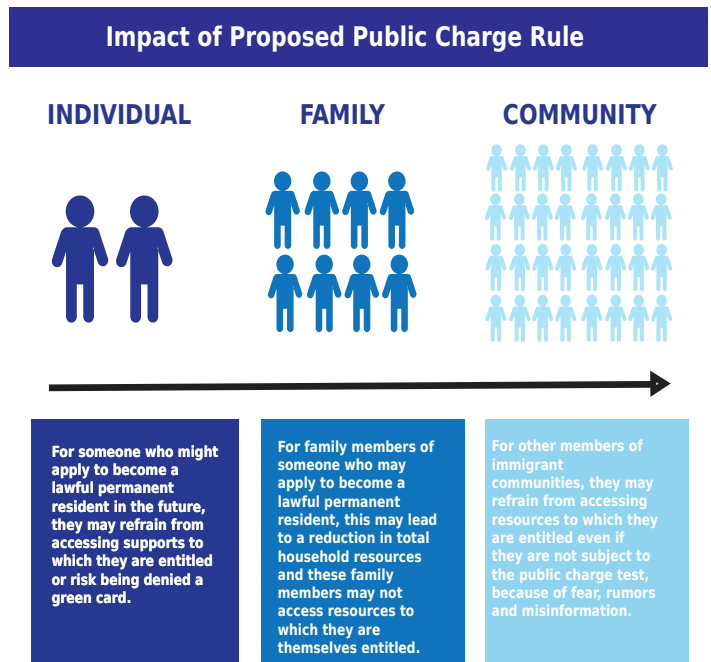 Impact of Proposed Public Charge Rule
INDIVIDUAL
FAMILY
COMMUNITY
For someone who might
apply to become a
lawful permanent
resident in the future,
they may refrain from
accessing supports to
which they are entitled
or risk being denied a
green card.
For family members of
someone who may
apply to become a
lawful permanent
resident, this may lead
to a reduction in total
household resources
and these family
members may not
access resources to
which they are
themselves entitled.
For other members of
immigrant
communities, they may
refrain from accessing
resources to which they
are entitled even if
they are not subject to
the public charge test,
because of fear, rumors
and misinformation.